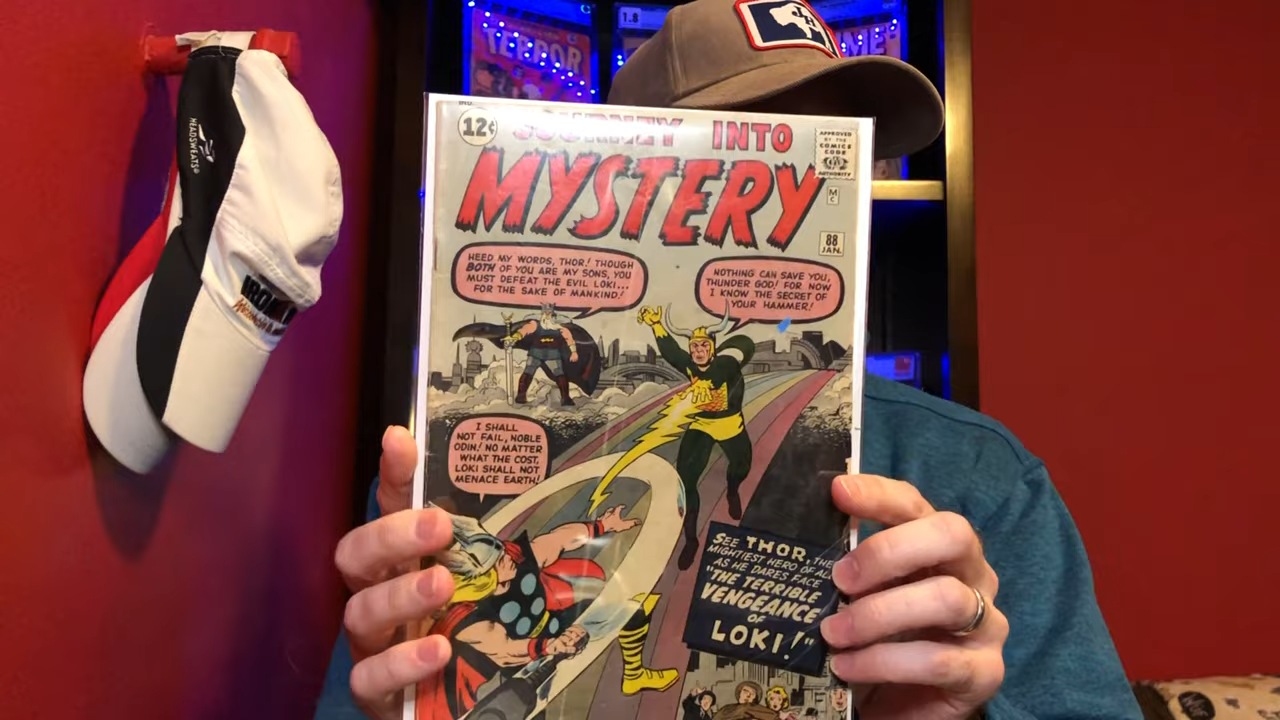 TERROR
1.8
HEADSWEATS®
IND.
12¢
JOURNEY INTO
MYSTERY
APPROVED
BY THE
COMICS
CODE
AUTHORITY
M
C
88
JAN.
HEED MY WORDS, THOR! THOUGH
BOTH OF YOU ARE MY SONS, YOU
MUST DEFEAT THE EVIL LOKI...
FOR THE SAKE OF MANKIND!
NOTHING CAN SAVE YOU,
THUNDER GOD! FOR NOW
I KNOW THE SECRET OF
YOUR HAMMER!
I SHALL
NOT FAIL, NOBLE
ODIN! NO MATTER
WHAT THE COST,
LOKI SHALL NOT
MENACE EARTH!
SEE THOR, THE
MIGHTIEST HERO OF ALL
AS HE DARES FACE
"THE TERRIBLE
VENGEANCE
OF
LOKI!"